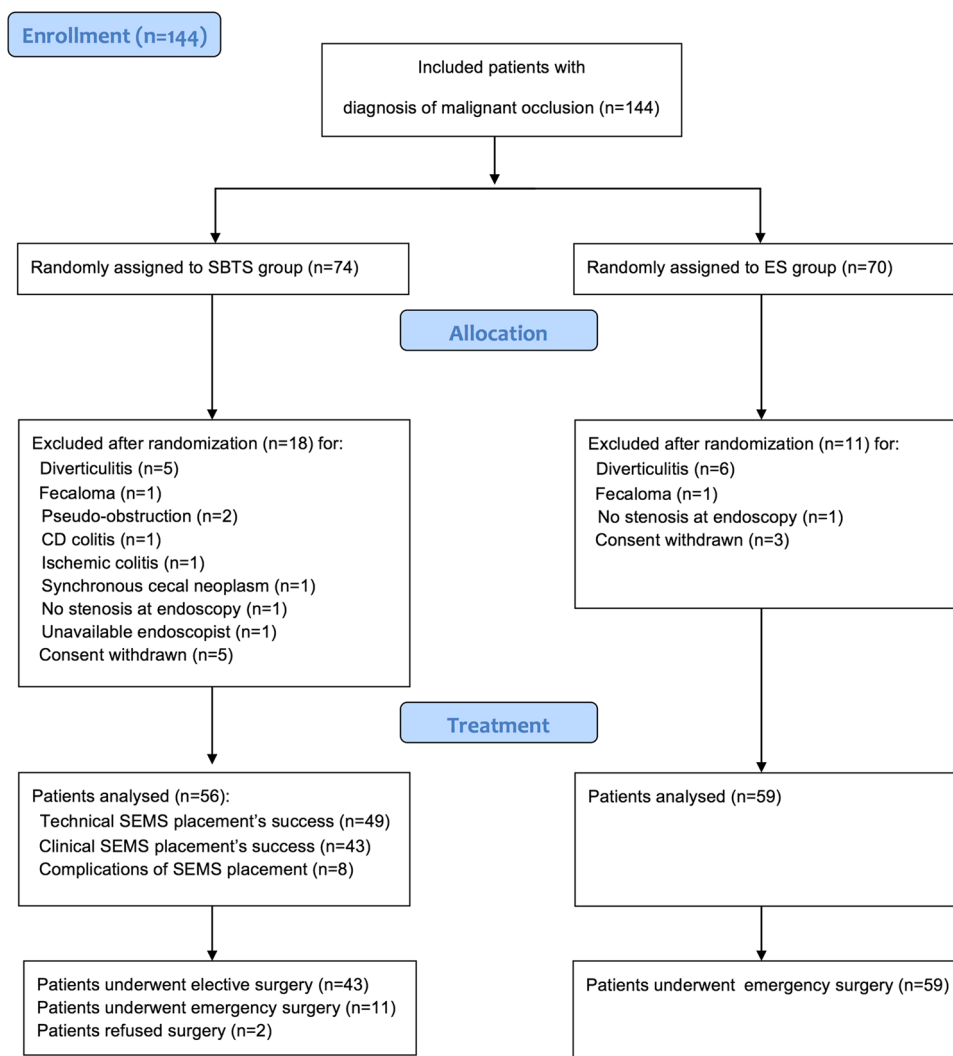 Enrollment (n=144)
Included patients with
diagnosis of malignant occlusion (n=144)
Randomly assigned to SBTS group (n=74)
Randomly assigned to ES group (n=70)
Allocation
Excluded after randomization (n=18) for:
Diverticulitis (n=5)
Fecaloma (n=1)
Pseudo-obstruction (n=2)
CD colitis (n=1)
Ischemic colitis (n=1)
Synchronous cecal neoplasm (n=1)
No stenosis at endoscopy (n=1)
Unavailable endoscopist (n=1)
Consent withdrawn (n=5)
Excluded after randomization (n=11) for:
Diverticulitis (n=6)
Fecaloma (n=1)
No stenosis at endoscopy (n=1)
Consent withdrawn (n=3)
Treatment
Patients analysed (n=56):
Technical SEMS placement’s success (n=49)
Clinical SEMS placement’s success (n=43)
Complications of SEMS placement (n=8)
Patients analysed (n=59)
Patients underwent elective surgery (n=43)
Patients underwent emergency surgery (n=11)
Patients refused surgery (n=2)
Patients underwent emergency surgery (n=59)